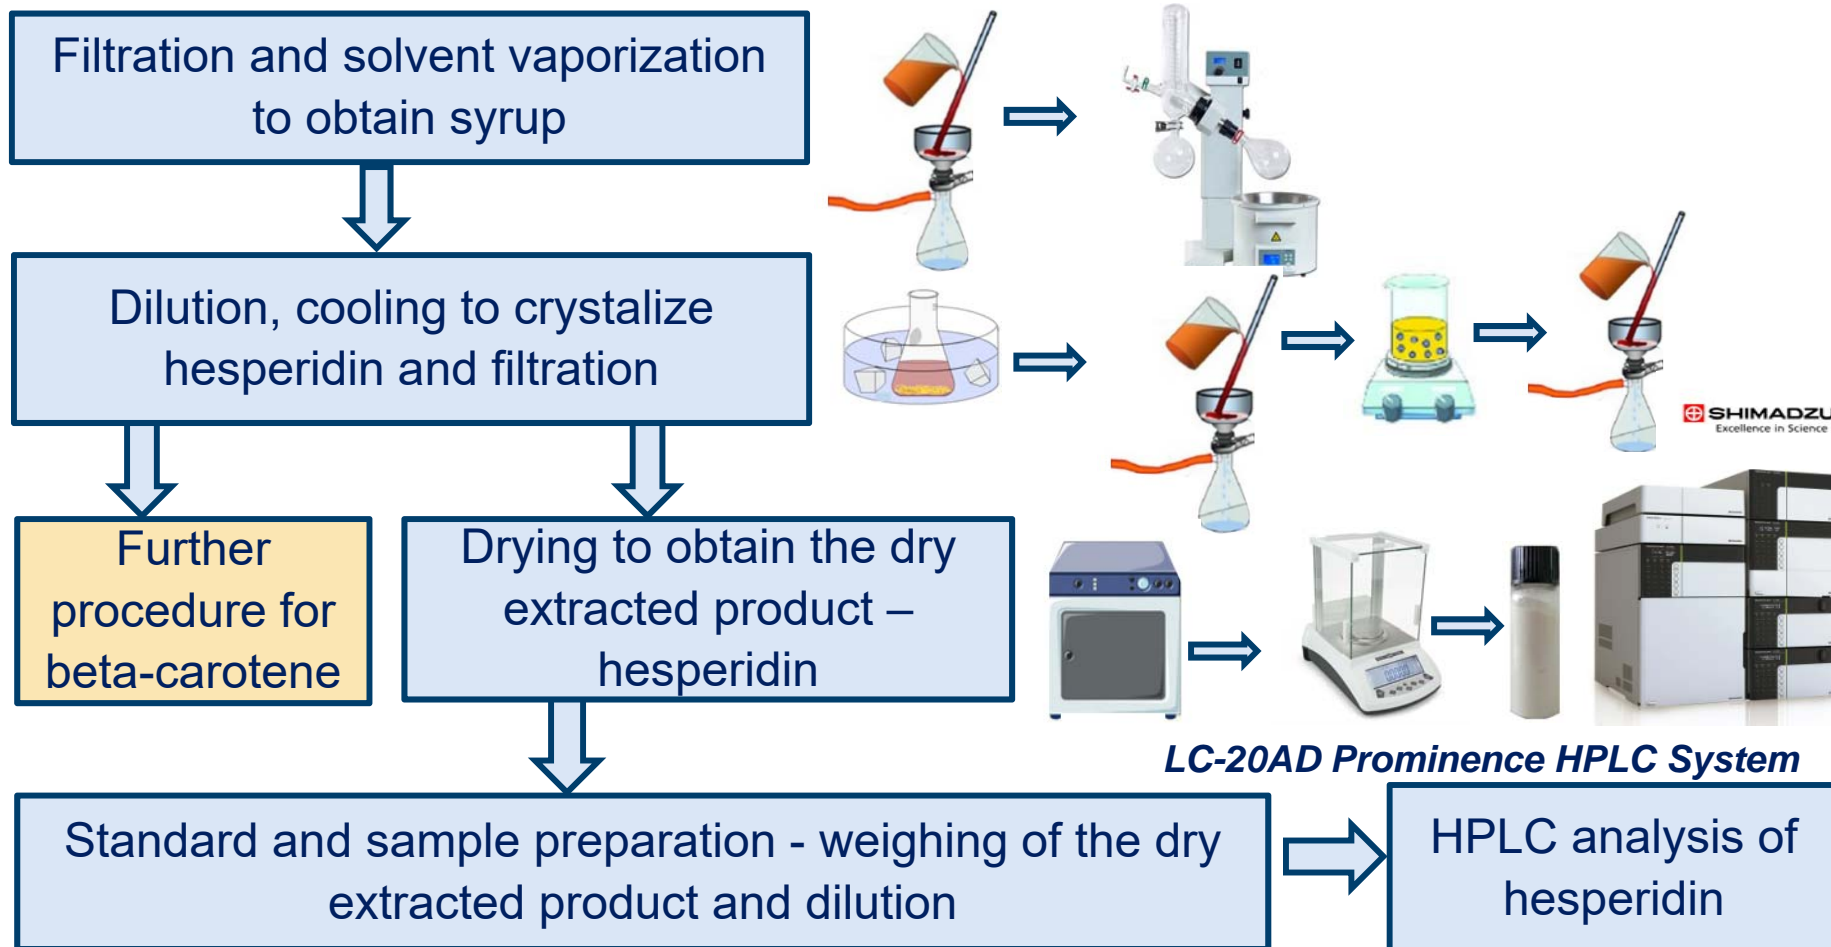 Filtration and solvent vaporization
to obtain syrup
Dilution, cooling to crystalize
hesperidin and filtration
SHIMADZU
Excellence in Science
Further
procedure for
beta-carotene
Drying to obtain the dry
extracted product –
hesperidin
LC-20AD Prominence HPLC System
Standard and sample preparation - weighing of the dry
extracted product and dilution
HPLC analysis of
hesperidin